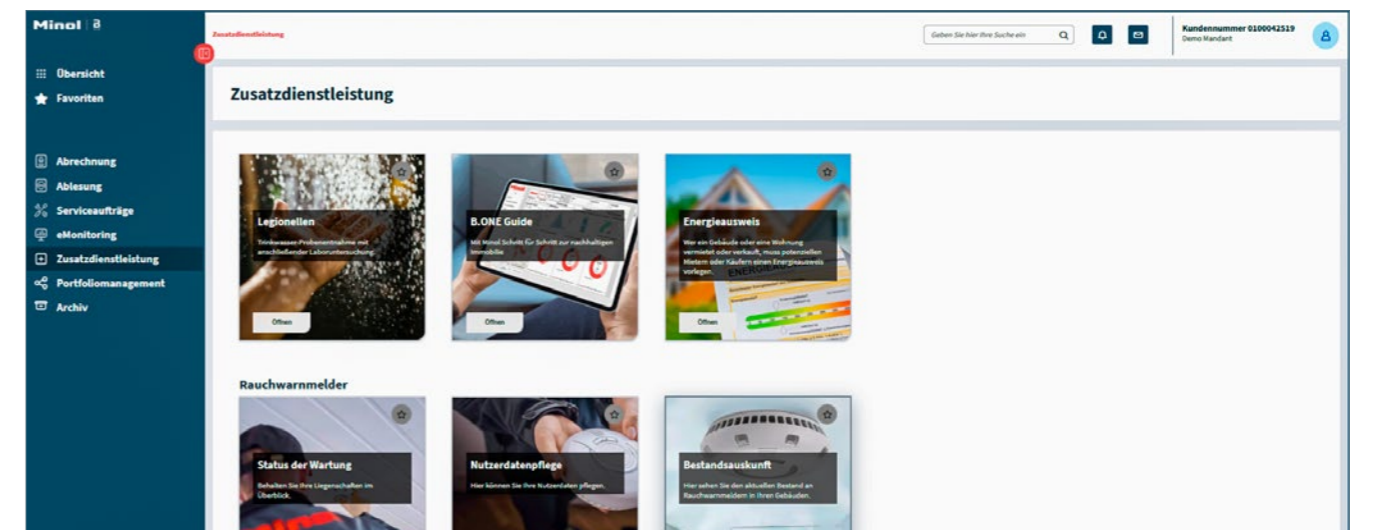 Minol
Zusatzdienstleistung
Geben Sie hier Ihre Suche ein
Kundennummer 0100042519
Demo Mandant
Übersicht
Favoriten
Zusatzdienstleistung
Abrechnung
Ablesung
Serviceaufträge
eMonitoring
Zusatzdienstleistung
Portfoliomanagement
Archiv
Legionellen
Trinkwasser-Probenentnahme mit
anschließender Laboruntersuchung.
Öffnen
B.ONE Guide
Mit Minol Schritt für Schritt zur nachhaltigen
Immobilie
Öffnen
Energieausweis
Wer ein Gebäude oder eine Wohnung
vermietet oder verkauft, muss potenziellen
Mietern oder Käufern einen Energieausweis
vorlegen.
Öffnen
Rauchwarnmelder
Status der Wartung
Behalten Sie Ihre Liegenschaften im
Überblick.
Nutzerdatenpflege
Hier können Sie Ihre Nutzerdaten pflegen.
Bestandsauskunft
Hier sehen Sie den aktuellen Bestand an
Rauchwarnmeldern in Ihren Gebäuden.